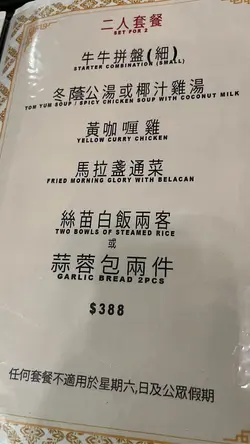 二人套餐
SET FOR 2
牛牛拼盤(細)
STARTER COMBINATION (SMALL)
冬蔭公湯或椰汁雞湯
TOM YUM SOUP / SPICY CHICKEN SOUP WITH COCONUT MILK
黃咖喱雞
YELLOW CURRY CHICKEN
馬拉盞通菜
FRIED MORNING GLORY WITH BELACAN
絲苗白飯兩客
TWO BOWLS OF STEAMED RICE
或
蒜蓉包兩件
GARLIC BREAD 2PCS
$388
任何套餐不適用於星期六,日及公眾假期